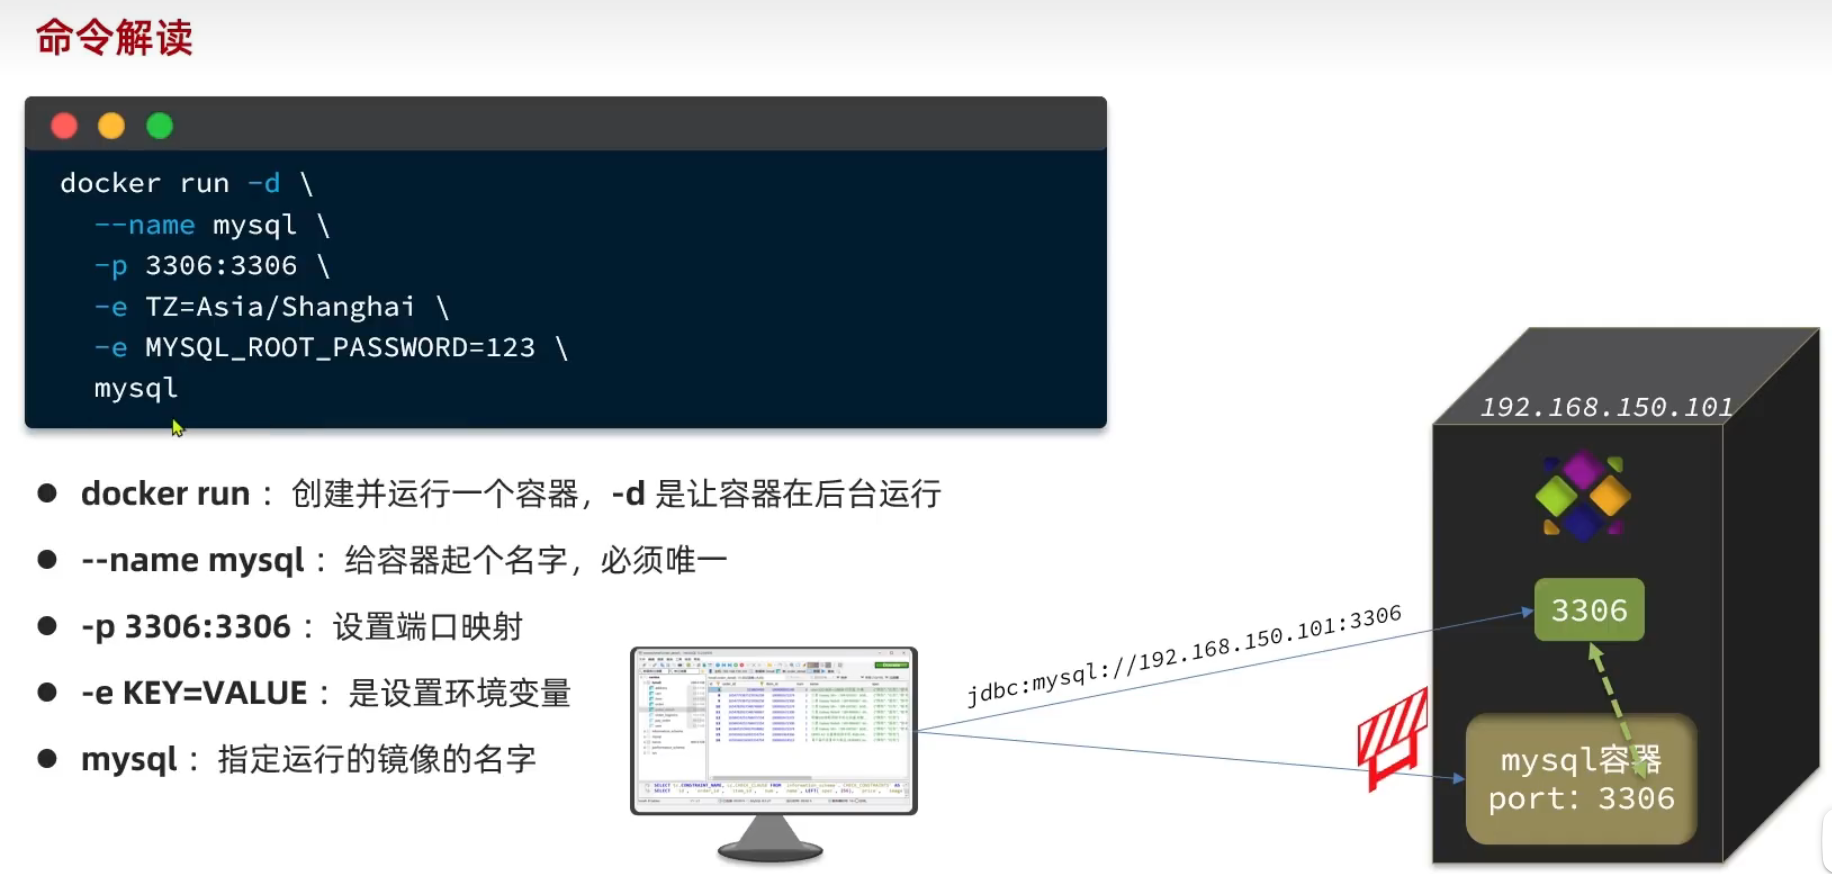 命令解读
docker run -d \
--name mysql \
-p 3306:3306 \
-e TZ=Asia/Shanghai \
-e MYSQL_ROOT_PASSWORD=123 \
mysql
● docker run ：创建并运行一个容器，-d 是让容器在后台运行
● --name mysql ：给容器起个名字，必须唯一
● -p 3306:3306 ：设置端口映射
● -e KEY=VALUE ：是设置环境变量
● mysql ：指定运行的镜像的名字
jdbc:mysql://192.168.150.101:3306
192.168.150.101
3306
mysql容器
port: 3306